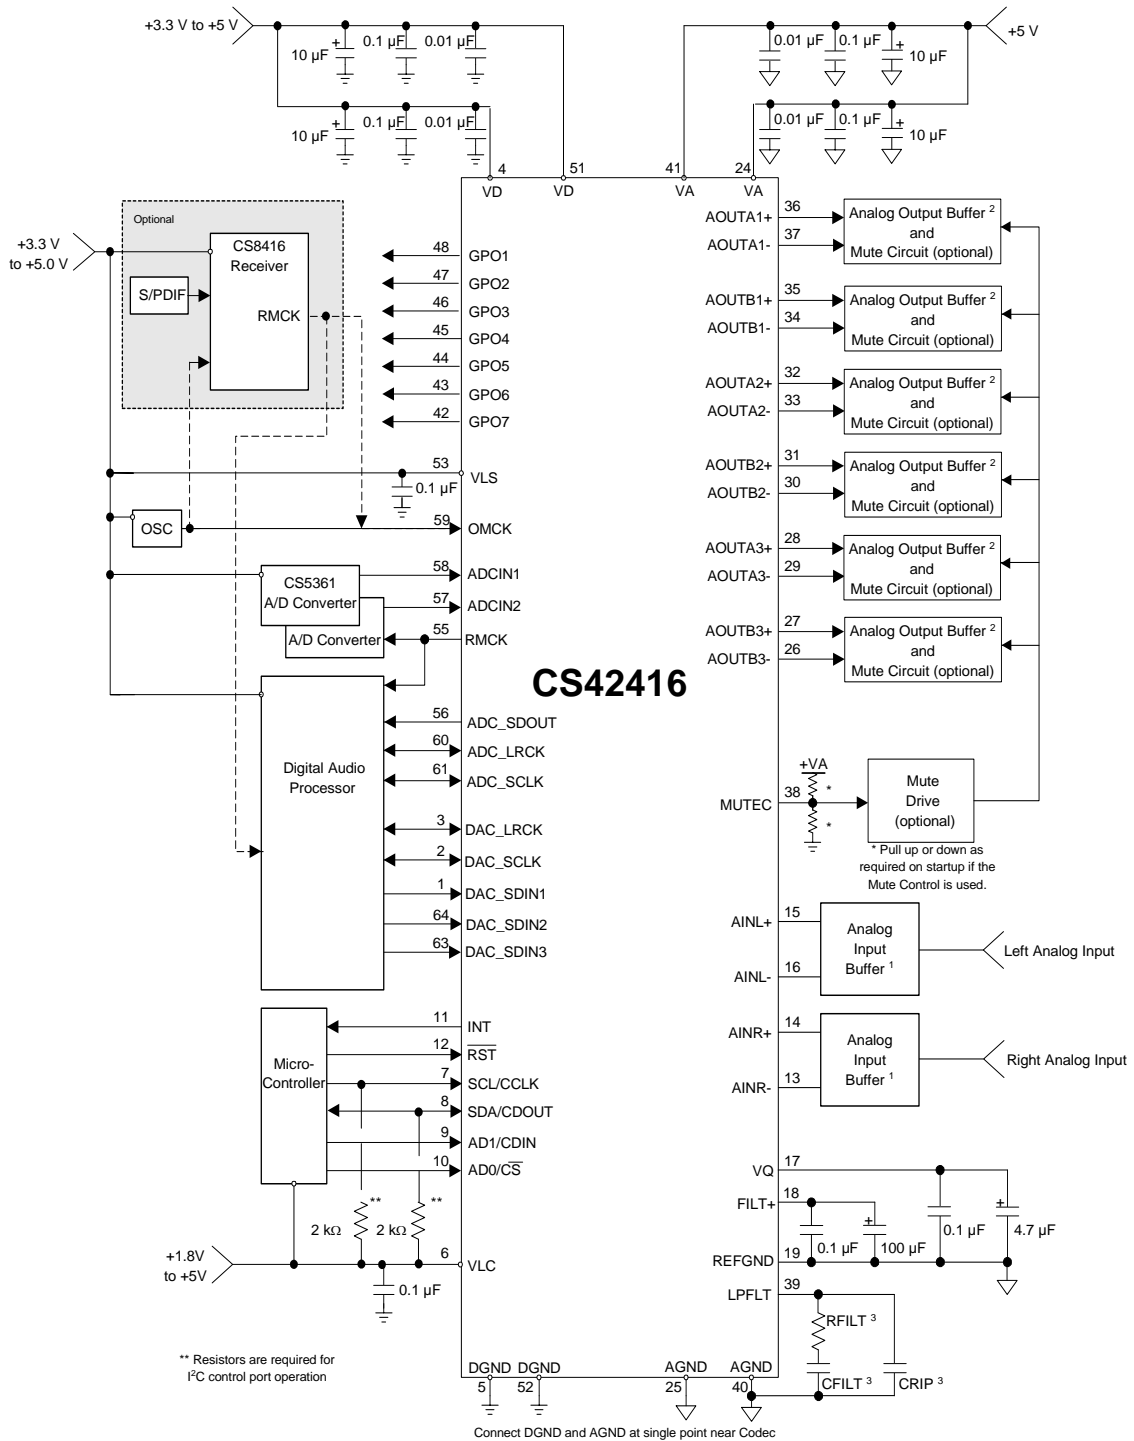 +3.3 V to +5 V
10 µF
0.1 µF
0.01 µF
0.01 µF
0.1 µF
10 µF
+5 V
10 µF
0.1 µF
0.01 µF
0.01 µF
0.1 µF
10 µF
4
51
41
24
VD
VD
VA
VA
Optional
+3.3 V
to +5.0 V
CS8416
Receiver
S/PDIF
RMCK
48
GPO1
47
GPO2
46
GPO3
45
GPO4
44
GPO5
43
GPO6
42
GPO7
53
VLS
0.1 µF
OSC
59
OMCK
58
ADCIN1
CS5361
A/D Converter
57
ADCIN2
A/D Converter
55
RMCK
CS42416
Digital Audio
Processor
56
ADC_SDOUT
60
ADC_LRCK
61
ADC_SCLK
3
DAC_LRCK
2
DAC_SCLK
1
DAC_SDIN1
64
DAC_SDIN2
63
DAC_SDIN3
Micro-
Controller
11
INT
12
RST
7
SCL/CCLK
8
SDA/CDOUT
9
AD1/CDIN
10
AD0/CS
**
**
2 kΩ
2 kΩ
+1.8V
to +5V
6
VLC
0.1 µF
** Resistors are required for
I²C control port operation
AOUTA1+
36
AOUTA1-
37
Analog Output Buffer ²
and
Mute Circuit (optional)
AOUTB1+
35
AOUTB1-
34
Analog Output Buffer ²
and
Mute Circuit (optional)
AOUTA2+
32
AOUTA2-
33
Analog Output Buffer ²
and
Mute Circuit (optional)
AOUTB2+
31
AOUTB2-
30
Analog Output Buffer ²
and
Mute Circuit (optional)
AOUTA3+
28
AOUTA3-
29
Analog Output Buffer ²
and
Mute Circuit (optional)
AOUTB3+
27
AOUTB3-
26
Analog Output Buffer ²
and
Mute Circuit (optional)
+VA
*
MUTEC
38
*
Mute
Drive
(optional)
* Pull up or down as
required on startup if the
Mute Control is used.
AINL+
15
AINL-
16
Analog
Input
Buffer ¹
Left Analog Input
AINR+
14
AINR-
13
Analog
Input
Buffer ¹
Right Analog Input
VQ
17
FILT+
18
0.1 µF
100 µF
0.1 µF
4.7 µF
REFGND
19
LPFLT
39
RFILT ³
CFILT ³
CRIP ³
DGND
DGND
AGND
AGND
5
52
25
40
Connect DGND and AGND at single point near Codec